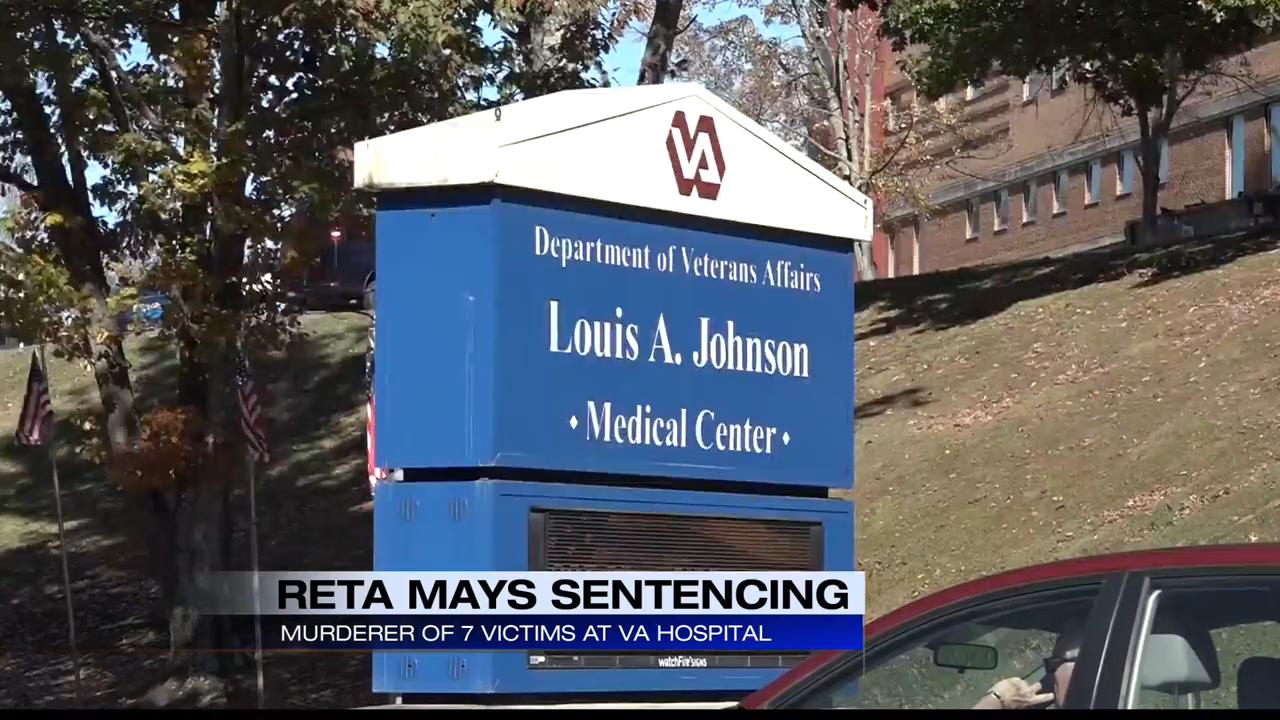 VA
Department of Veterans Affairs
Louis A. Johnson
Medical Center
RETA MAYS SENTENCING
MURDERER OF 7 VICTIMS AT VA HOSPITAL
watchFire SIGNS